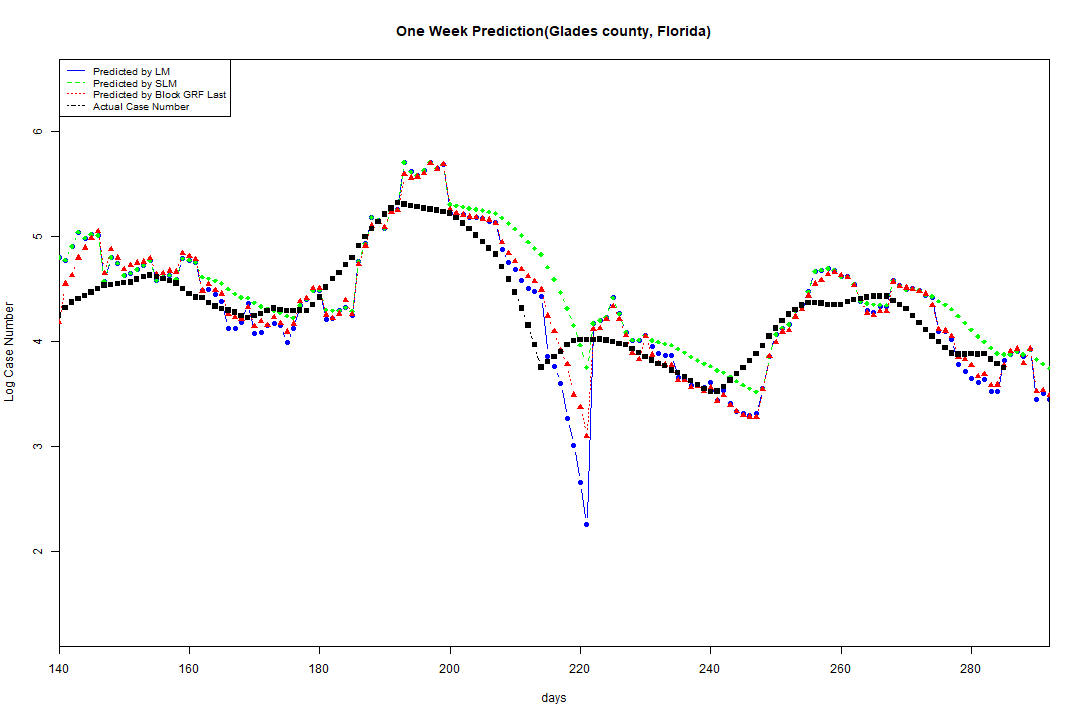 One Week Prediction(Glades county, Florida)
Predicted by LM
Predicted by SLM
Predicted by Block GRF Last
Actual Case Number
6
5
4
3
2
Log Case Number
140 160 180 200 220 240 260 280
days